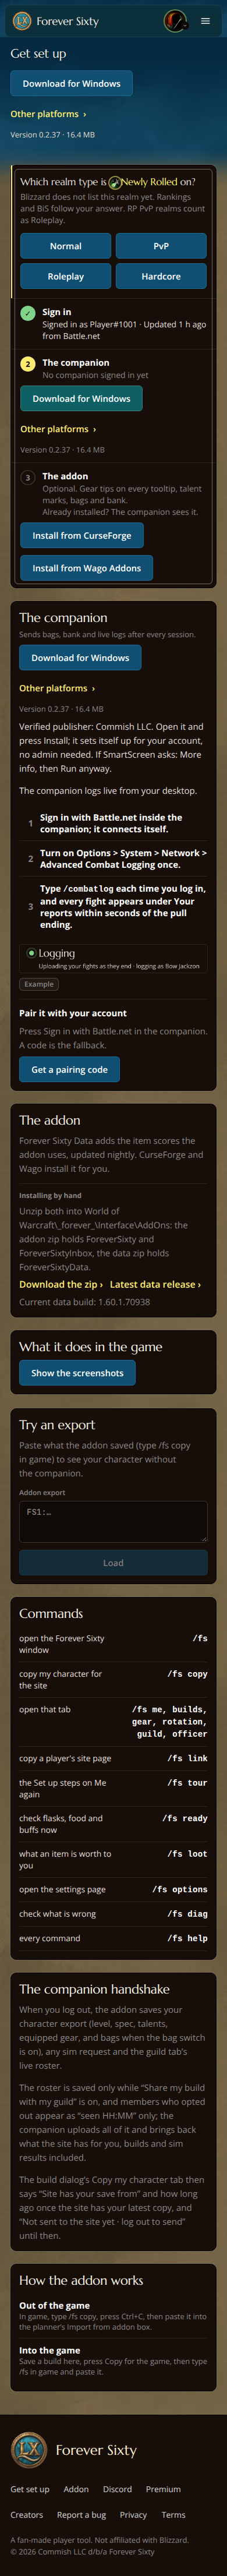 Forever Sixty
Get set up
Download for Windows
Other platforms ›
Version 0.2.37 · 16.4 MB
Which realm type is Newly Rolled on?
Blizzard does not list this realm yet. Rankings
and BiS follow your answer. RP PvP realms count
as Roleplay.
Normal
PvP
Roleplay
Hardcore
✓
Sign in
Signed in as Player#1001 · Updated 1 h ago
from Battle.net
2
The companion
No companion signed in yet
Download for Windows
Other platforms ›
Version 0.2.37 · 16.4 MB
3
The addon
Optional. Gear tips on every tooltip, talent
marks, bags and bank.
Already installed? The companion sees it.
Install from CurseForge
Install from Wago Addons
The companion
Sends bags, bank and live logs after every session.
Download for Windows
Other platforms ›
Version 0.2.37 · 16.4 MB
Verified publisher: Commish LLC. Open it and
press Install; it sets itself up for your account,
no admin needed. If SmartScreen asks: More
info, then Run anyway.
The companion logs live from your desktop.
1 Sign in with Battle.net inside the
companion; it connects itself.
2 Turn on Options > System > Network >
Advanced Combat Logging once.
3 Type /combatlog each time you log in,
and every fight appears under Your
reports within seconds of the pull
ending.
Logging
Uploading your fights as they end · logging as Bow Jackzon
Example
Pair it with your account
Press Sign in with Battle.net in the companion.
A code is the fallback.
Get a pairing code
The addon
Forever Sixty Data adds the item scores the
addon uses, updated nightly. CurseForge and
Wago install it for you.
Installing by hand
Unzip both into World of
Warcraft\_forever_\Interface\AddOns: the
addon zip holds ForeverSixty and
ForeverSixtyInbox, the data zip holds
ForeverSixtyData.
Download the zip › Latest data release ›
Current data build: 1.60.1.70938
What it does in the game
Show the screenshots
Try an export
Paste what the addon saved (type /fs copy
in game) to see your character without
the companion.
Addon export
FS1:…
Load
Commands
open the Forever Sixty
window
/fs
copy my character for
the site
/fs copy
open that tab
/fs me, builds,
gear, rotation,
guild, officer
copy a player's site page
/fs link
the Set up steps on Me
again
/fs tour
check flasks, food and
buffs now
/fs ready
what an item is worth to
you
/fs loot
open the settings page
/fs options
check what is wrong
/fs diag
every command
/fs help
The companion handshake
When you log out, the addon saves your
character export (level, spec, talents,
equipped gear, and bags when the bag switch
is on), any sim request and the guild tab's
live roster.
The roster is saved only while “Share my build
with my guild” is on, and members who opted
out appear as “seen HH:MM” only; the
companion uploads all of it and brings back
what the site has for you, builds and sim
results included.
The build dialog's Copy my character tab then
says “Site has your save from” and how long
ago once the site has your latest copy, and
“Not sent to the site yet · log out to send”
until then.
How the addon works
Out of the game
In game, type /fs copy, press Ctrl+C, then paste it into
the planner's Import from addon box.
Into the game
Save a build here, press Copy for the game, then type
/fs in game and paste it.
Forever Sixty
Get set up Addon Discord Premium
Creators Report a bug Privacy Terms
A fan-made player tool. Not affiliated with Blizzard.
© 2026 Commish LLC d/b/a Forever Sixty